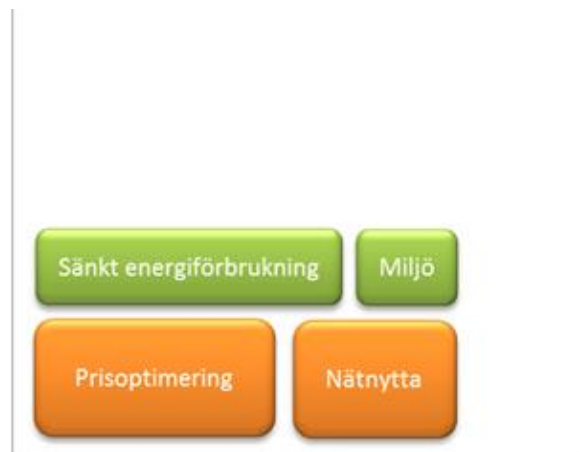 Sänkt energiförbrukning
Miljö
Prisoptimering
Nätnytta